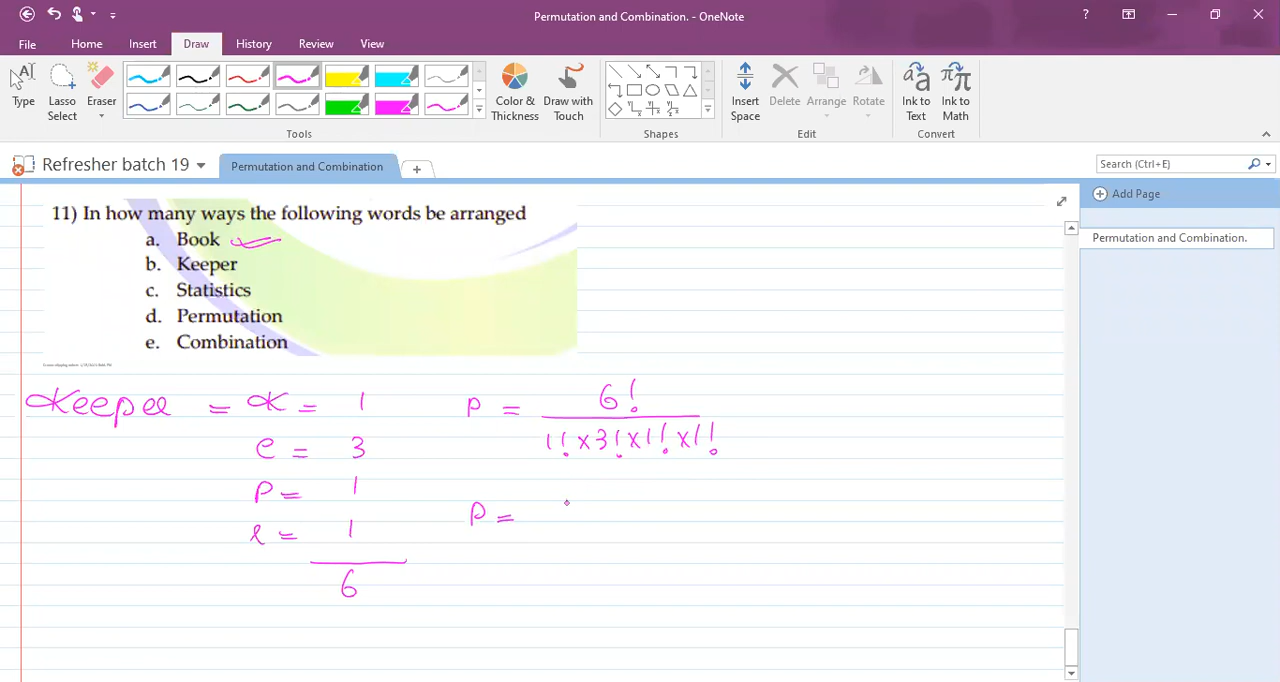 Permutation and Combination. - OneNote
File Home Insert Draw History Review View
Type Lasso Select Eraser Color & Thickness Draw with Touch Insert Space Delete Arrange Rotate Ink to Text Ink to Math
Tools Shapes Edit Convert
Refresher batch 19 Permutation and Combination Search (Ctrl+E)
Add Page
Permutation and Combination.
11) In how many ways the following words be arranged
a. Book
b. Keeper
c. Statistics
d. Permutation
e. Combination
Keeper = K = 1 P = 6!
e = 3 1! x 3! x 1! x 1!
P = 1
r = 1 P =
6